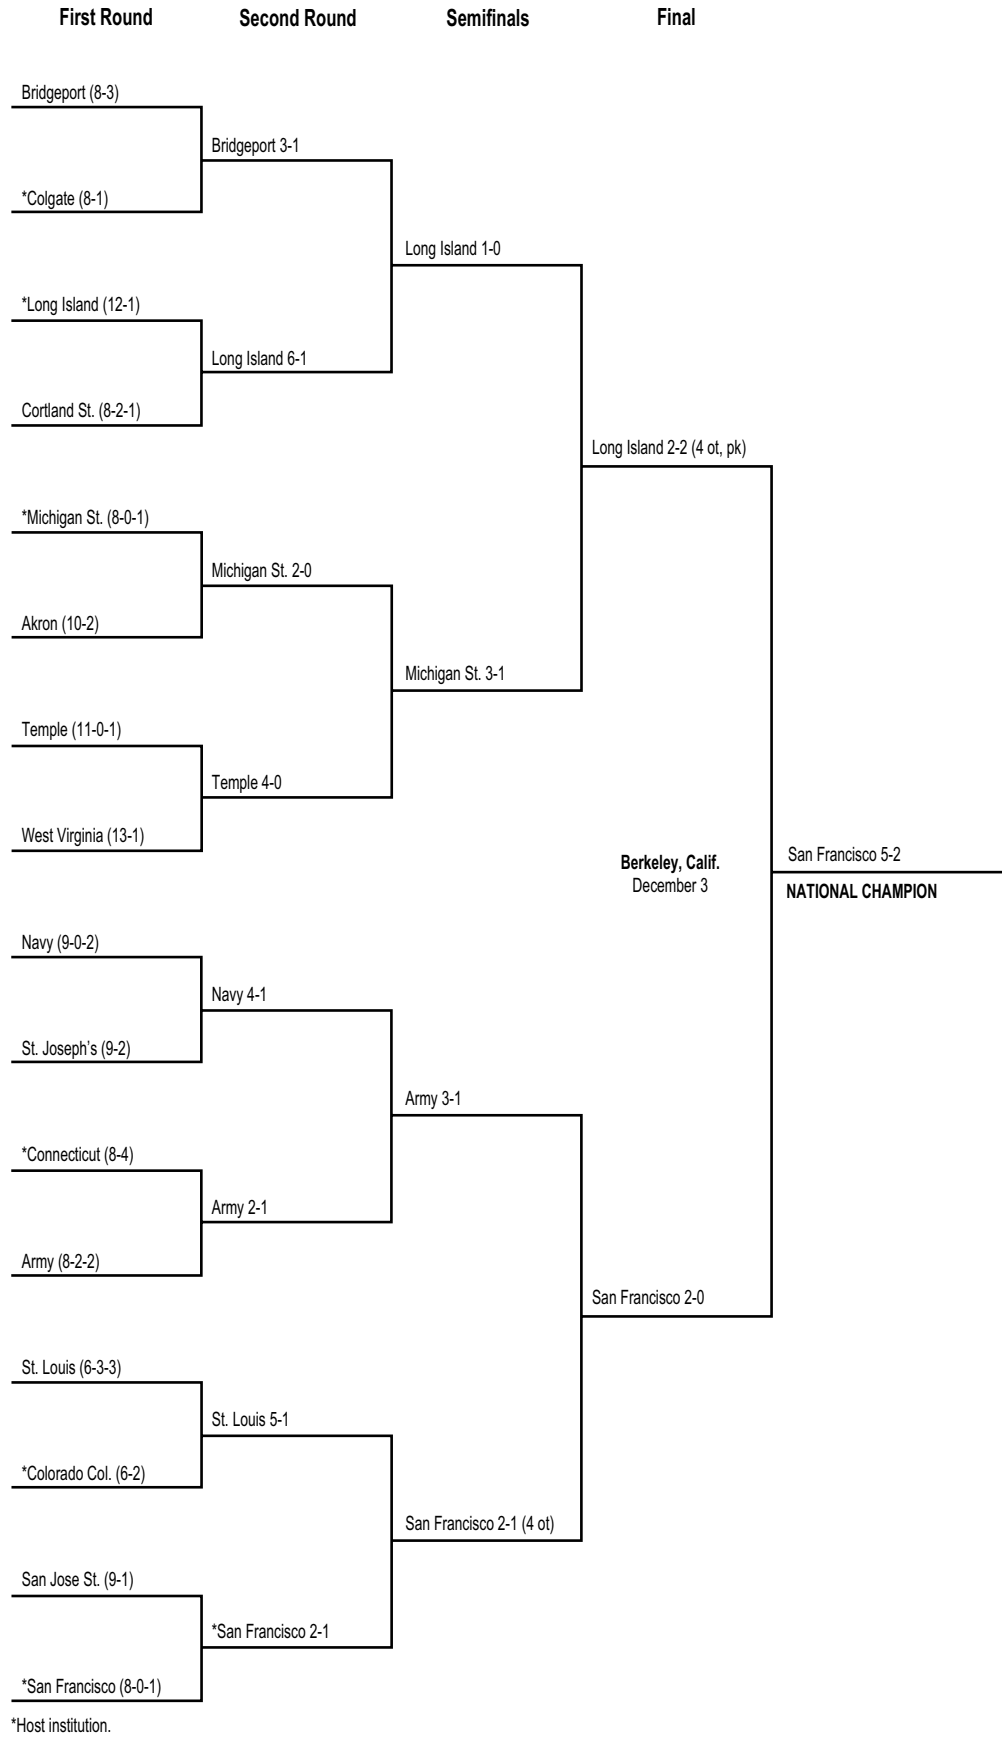 First Round
Second Round
Semifinals
Final
Bridgeport (8-3)
Bridgeport 3-1
*Colgate (8-1)
Long Island 1-0
*Long Island (12-1)
Long Island 6-1
Cortland St. (8-2-1)
Long Island 2-2 (4 ot, pk)
*Michigan St. (8-0-1)
Michigan St. 2-0
Akron (10-2)
Michigan St. 3-1
Temple (11-0-1)
Temple 4-0
West Virginia (13-1)
Berkeley, Calif.
December 3
San Francisco 5-2
NATIONAL CHAMPION
Navy (9-0-2)
Navy 4-1
St. Joseph's (9-2)
Army 3-1
*Connecticut (8-4)
Army 2-1
Army (8-2-2)
San Francisco 2-0
St. Louis (6-3-3)
St. Louis 5-1
*Colorado Col. (6-2)
San Francisco 2-1 (4 ot)
San Jose St. (9-1)
*San Francisco 2-1
*San Francisco (8-0-1)
*Host institution.